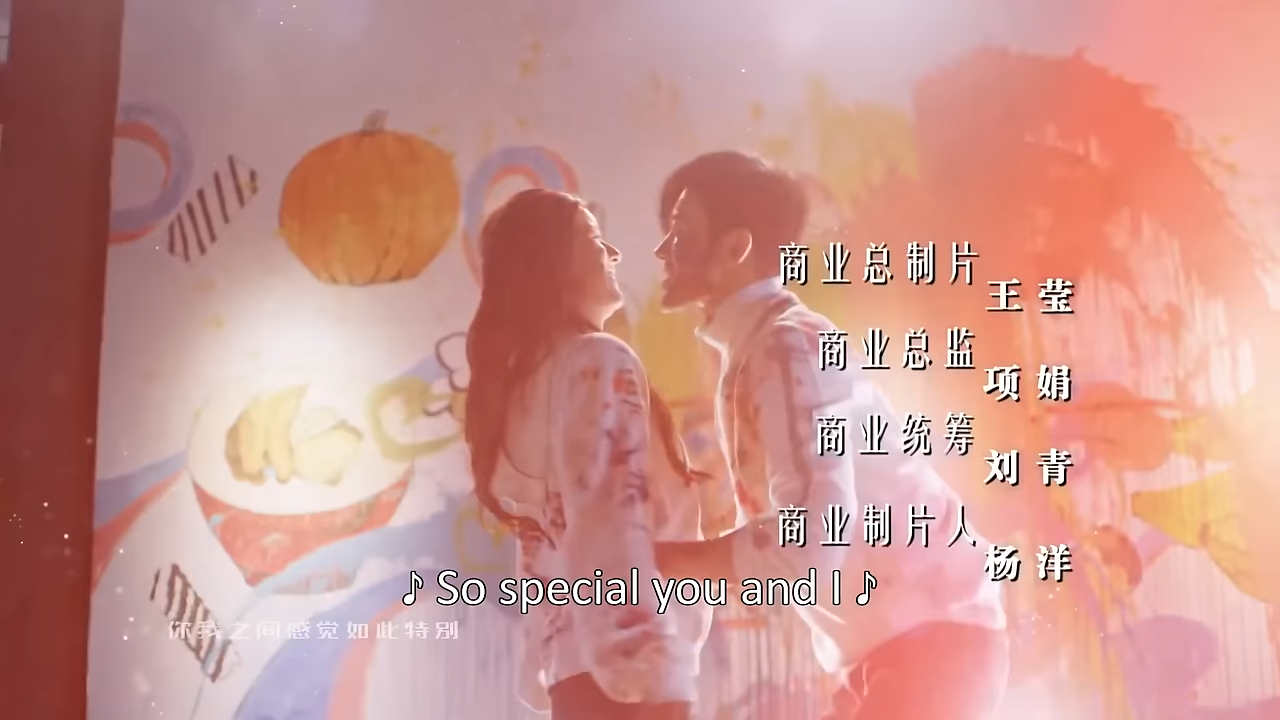 商业总制片
王莹
商业总监
项娟
商业统筹
刘青
商业制片人
杨洋
♪ So special you and I ♪
你我之间感觉如此特别